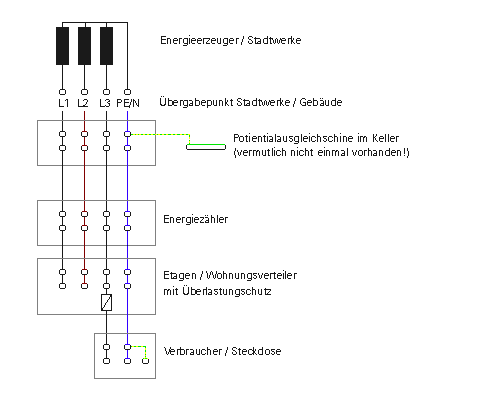 Energieerzeuger / Stadtwerke
L1 L2 L3 PE/N
Übergabepunkt Stadtwerke / Gebäude
Potientialausgleichschine im Keller
(vermutlich nicht einmal vorhanden!)
Energiezähler
Etagen / Wohnungsverteiler
mit Überlastungschutz
Verbraucher / Steckdose